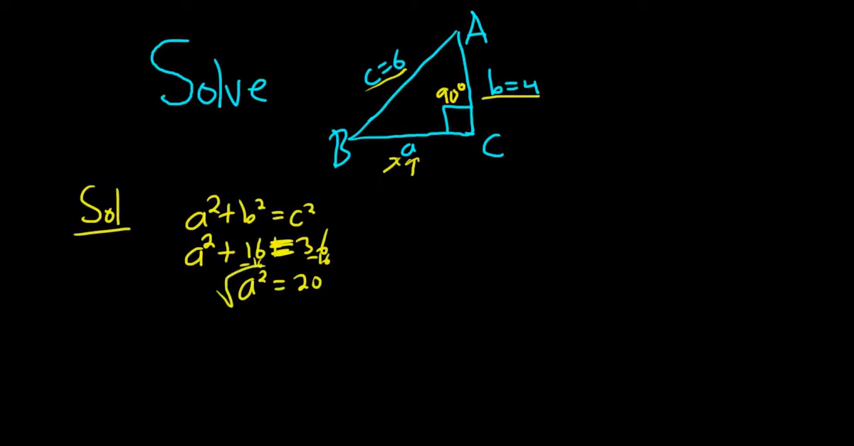 Solve
A
c=6
90°
b=4
B
a
C
Sol
a²+b²=c²
a²+16=36
-16 -16
√a²=20